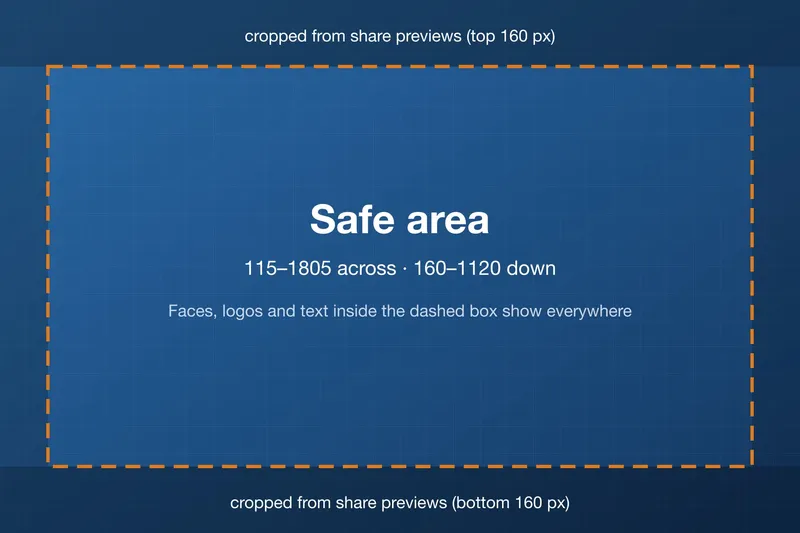 cropped from share previews (top 160 px)
Safe area
115–1805 across · 160–1120 down
Faces, logos and text inside the dashed box show everywhere
cropped from share previews (bottom 160 px)